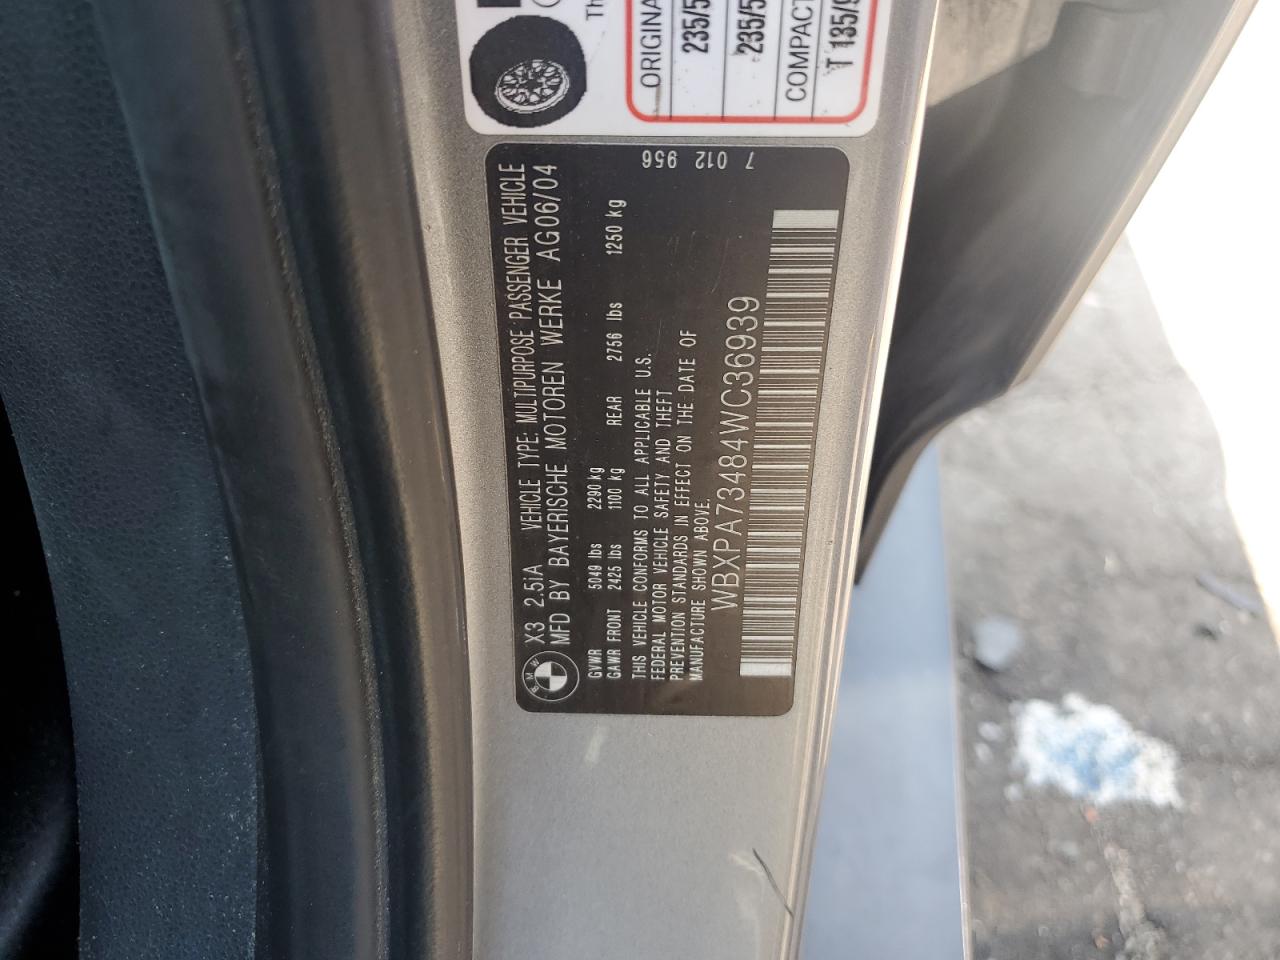 X3 2.5iA VEHICLE TYPE: MULTIPURPOSE PASSENGER VEHICLE
MFD BY BAYERISCHE MOTOREN WERKE AG06/04
BMW
GVWR 5049 lbs 2290 kg
GAWR FRONT 2425 lbs 1100 kg REAR 2756 lbs 1250 kg
THIS VEHICLE CONFORMS TO ALL APPLICABLE U.S.
FEDERAL MOTOR VEHICLE SAFETY AND THEFT
PREVENTION STANDARDS IN EFFECT ON THE DATE OF
MANUFACTURE SHOWN ABOVE.
WBXPA73484WC36939
7 012 956
ORIGINA
235/5
235/5
COMPACT
T 135/9